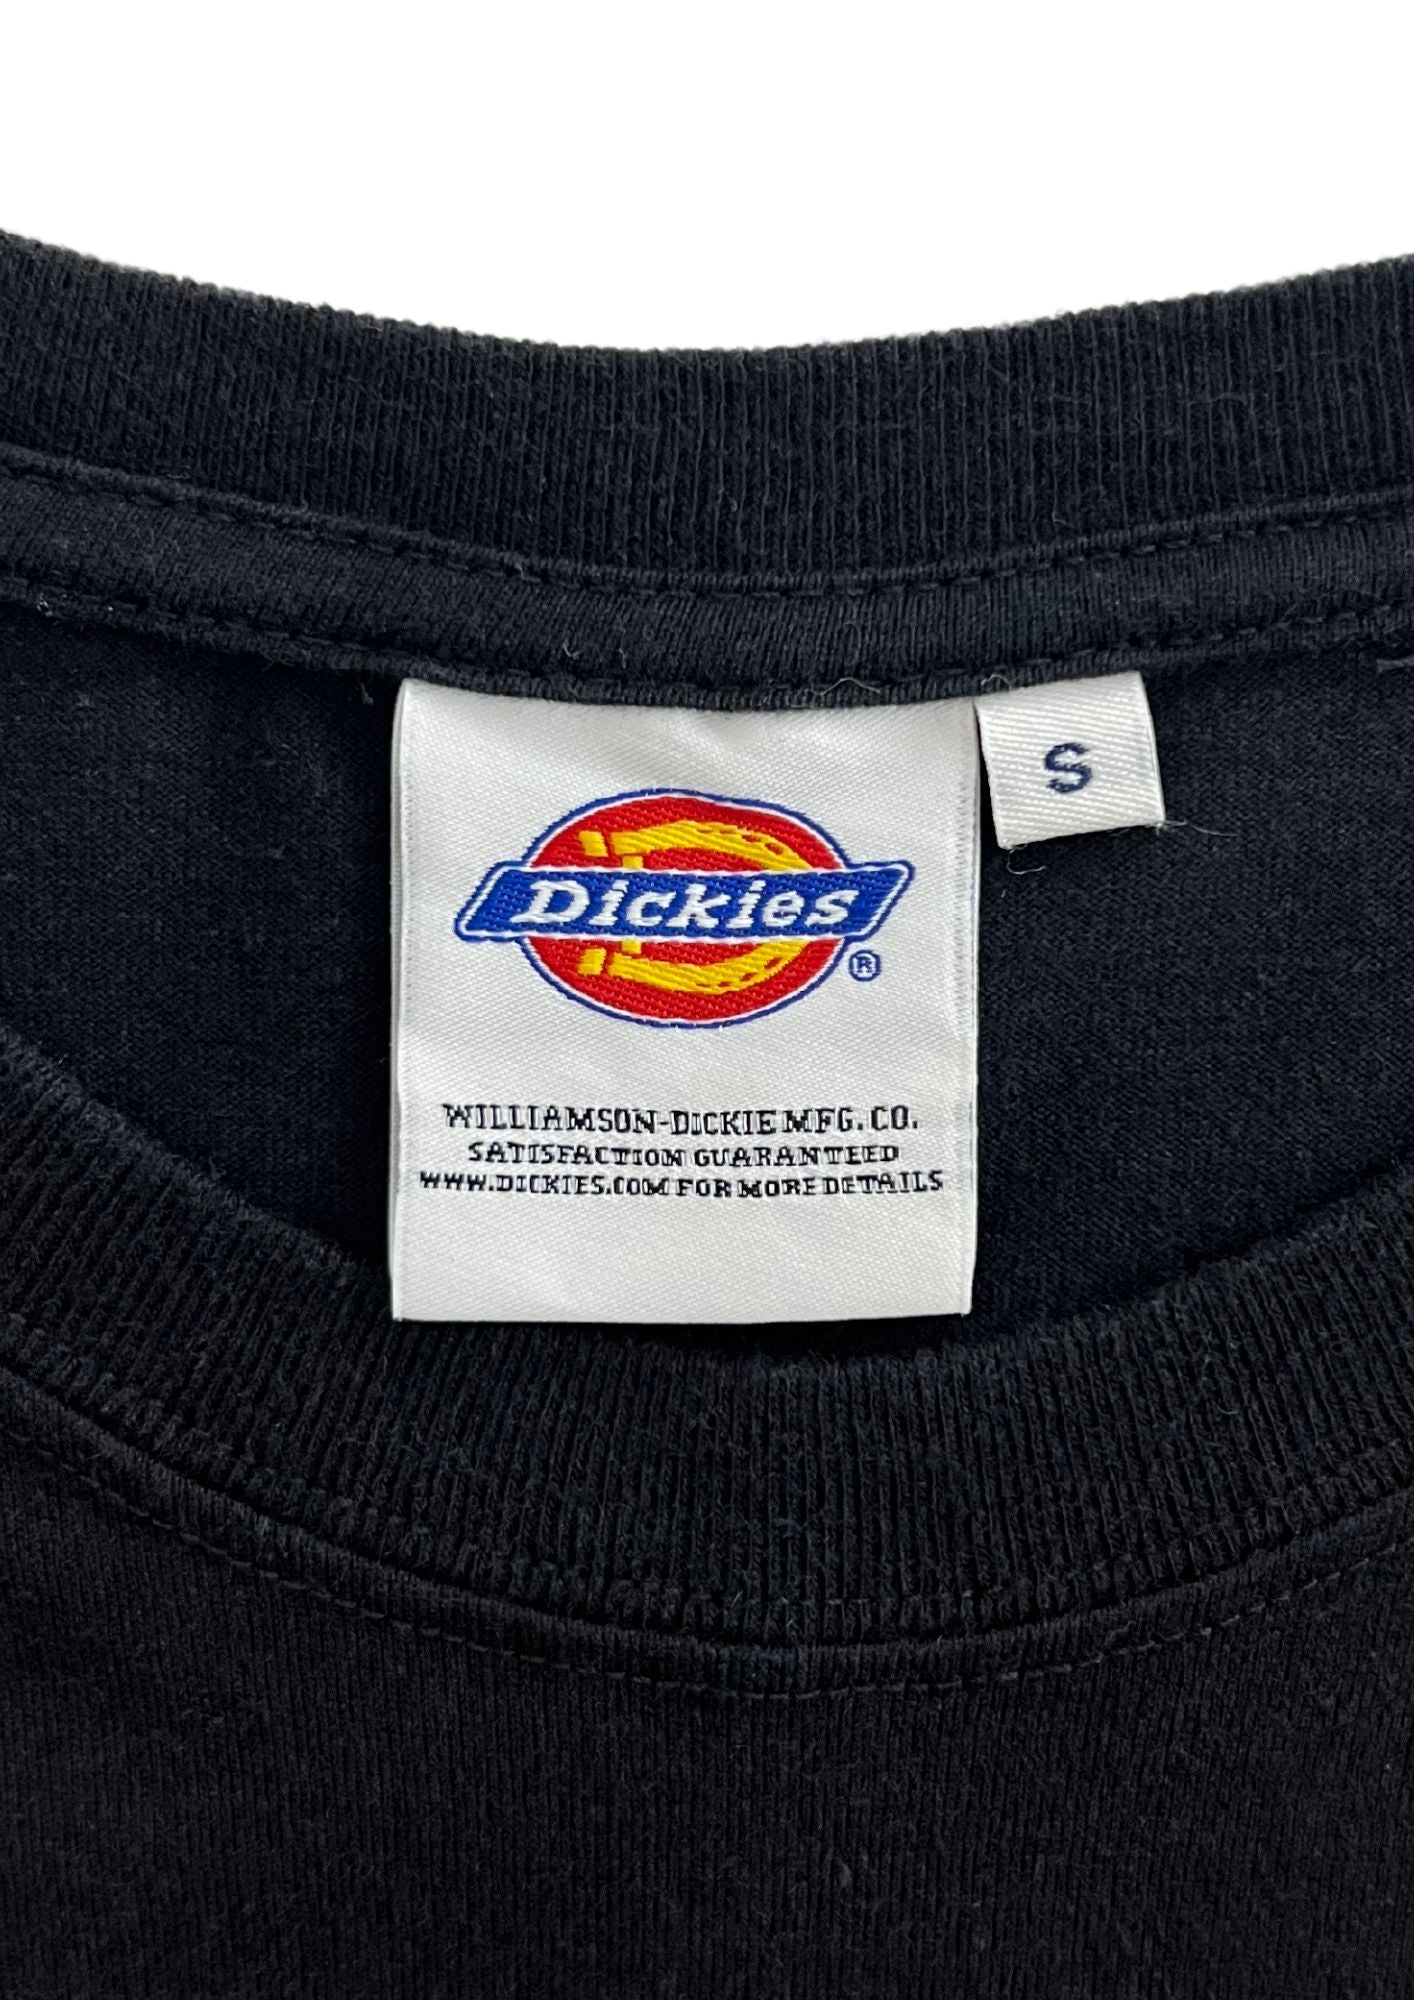 Dickies®
S
WILLIAMSON-DICKIE MFG. CO.
SATISFACTION GUARANTEED
WWW.DICKIES.COM FOR MORE DETAILS